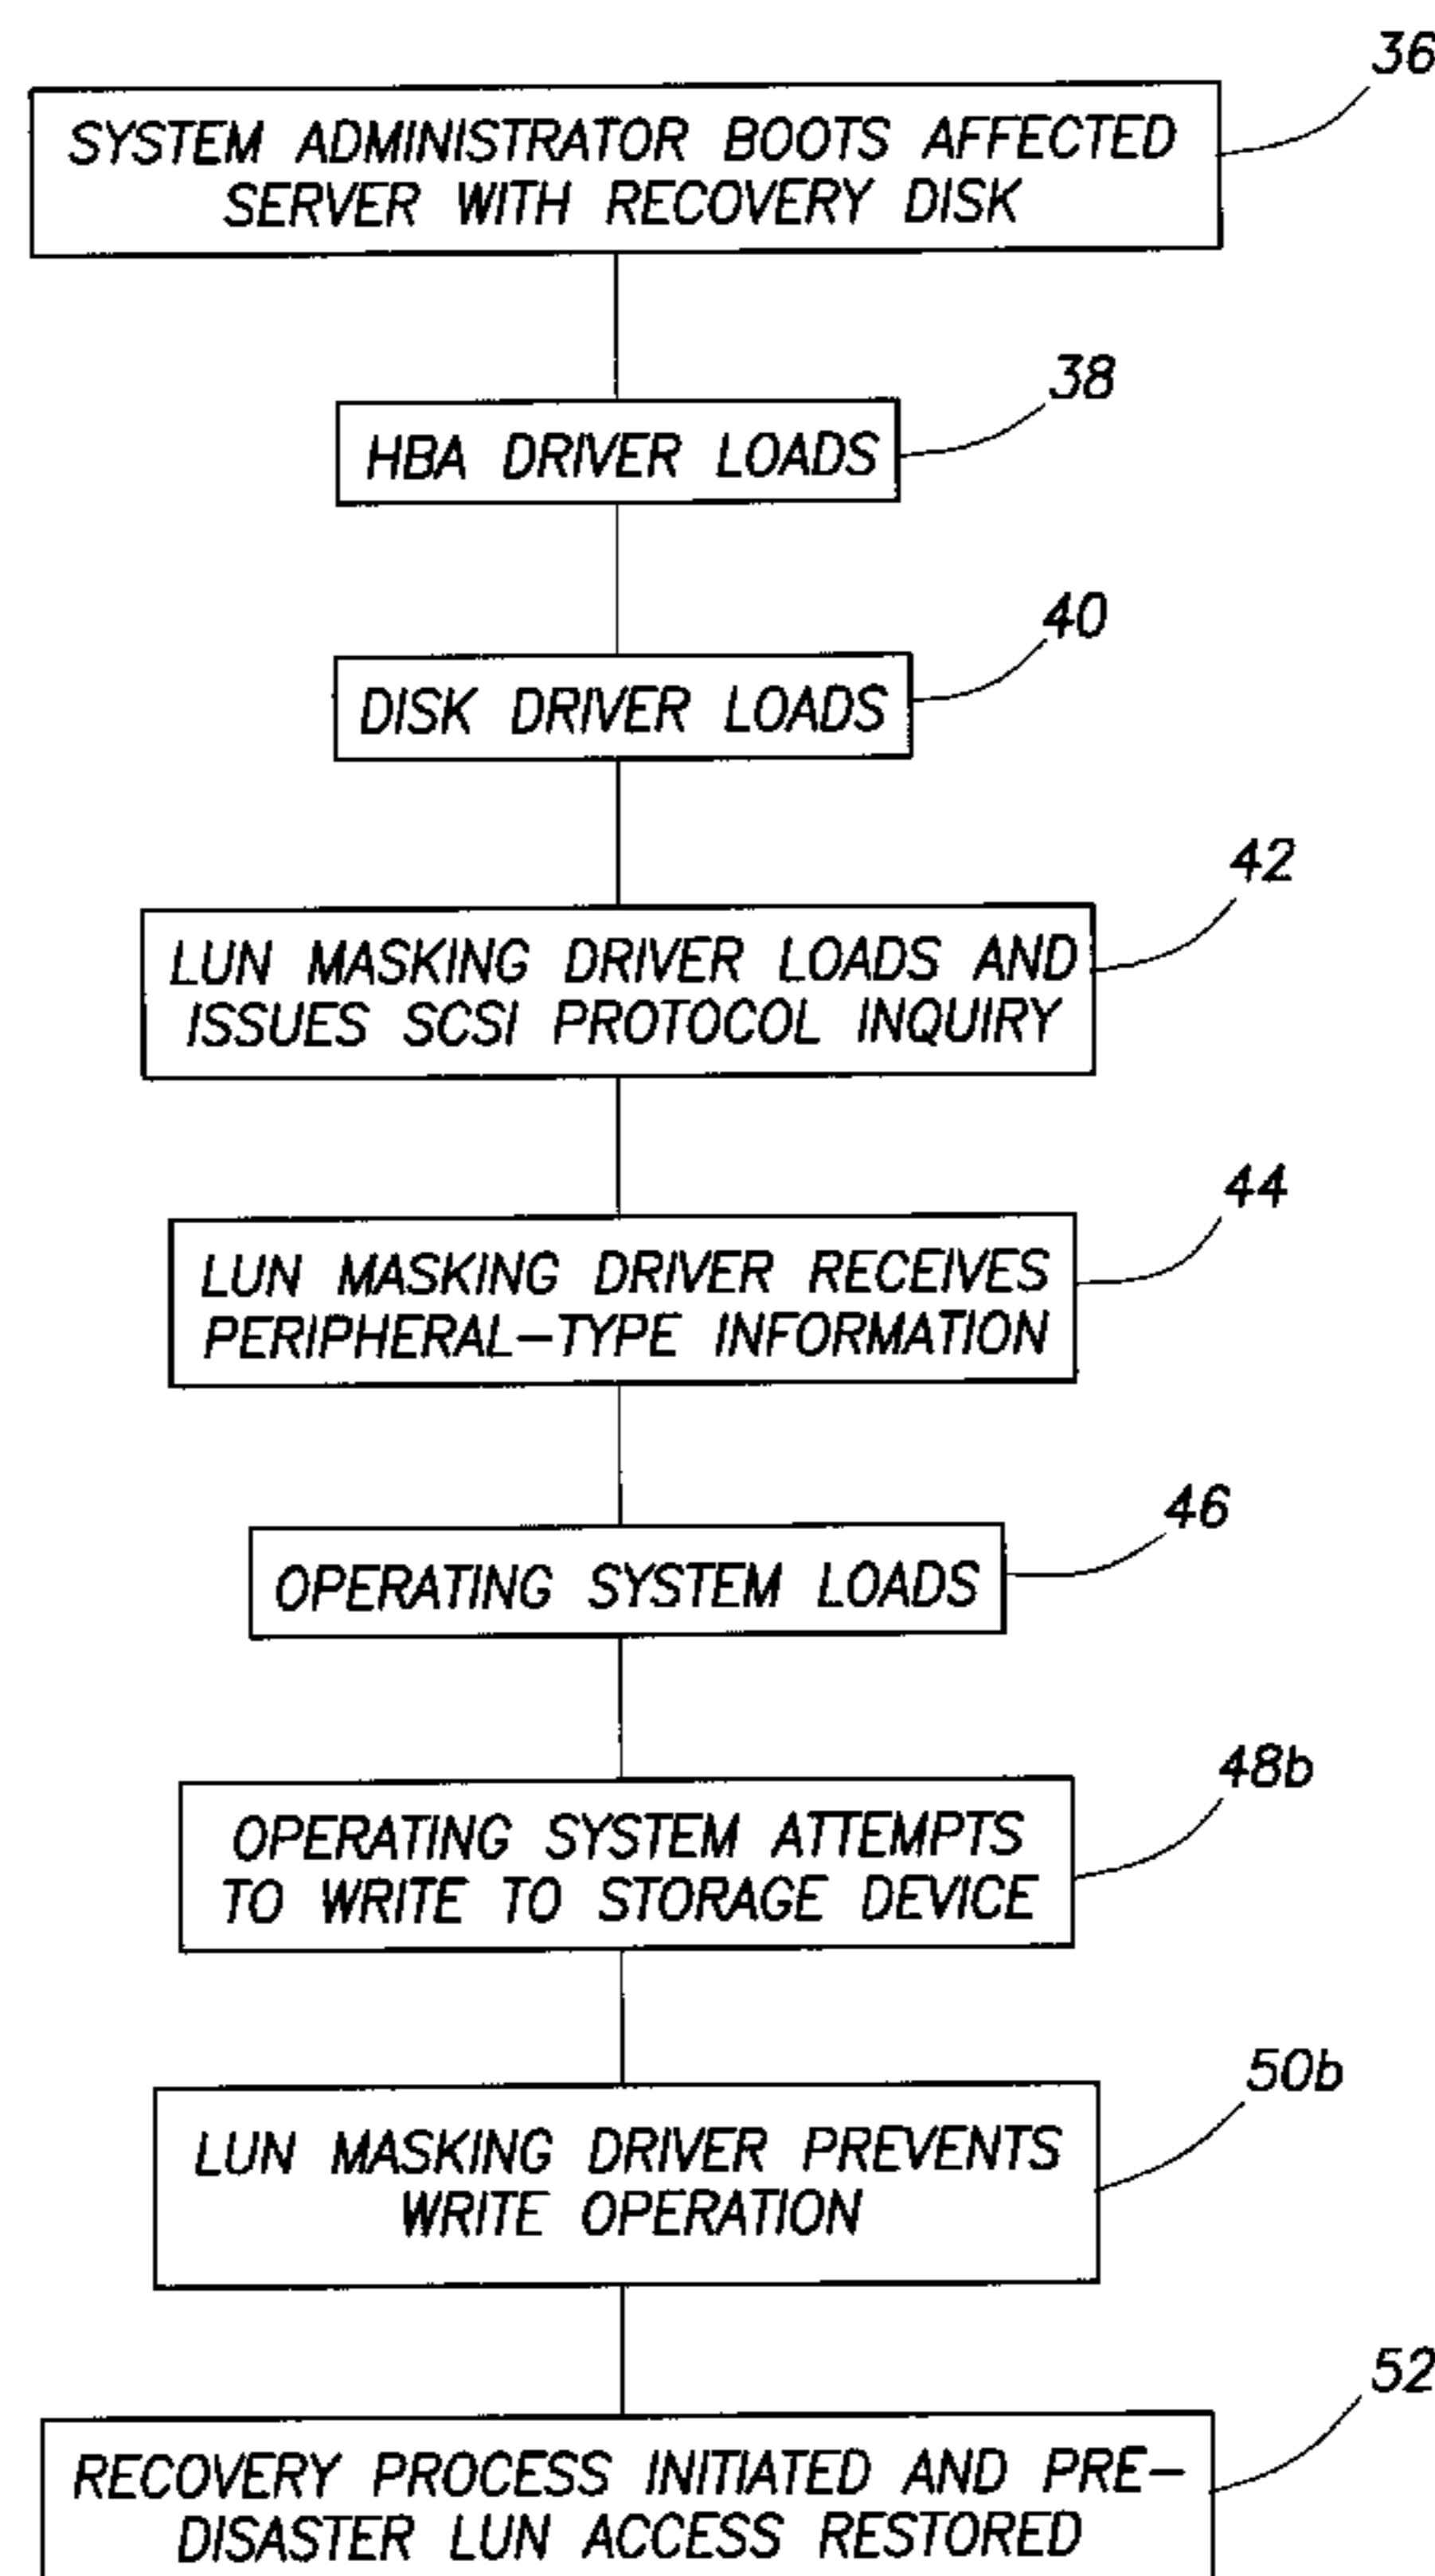 36
SYSTEM ADMINISTRATOR BOOTS AFFECTED
SERVER WITH RECOVERY DISK
38
HBA DRIVER LOADS
40
DISK DRIVER LOADS
42
LUN MASKING DRIVER LOADS AND
ISSUES SCSI PROTOCOL INQUIRY
44
LUN MASKING DRIVER RECEIVES
PERIPHERAL-TYPE INFORMATION
46
OPERATING SYSTEM LOADS
48b
OPERATING SYSTEM ATTEMPTS
TO WRITE TO STORAGE DEVICE
50b
LUN MASKING DRIVER PREVENTS
WRITE OPERATION
52
RECOVERY PROCESS INITIATED AND PRE-
DISASTER LUN ACCESS RESTORED